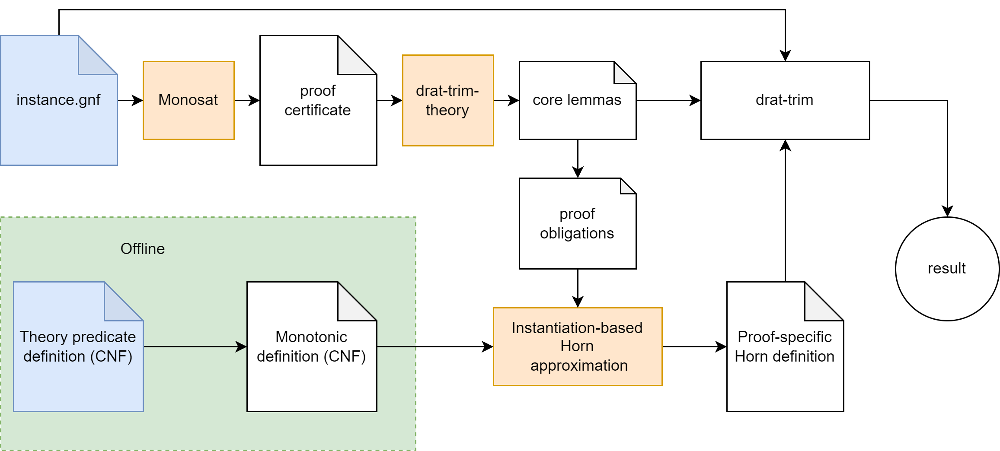 instance.gnf
Monosat
proof
certificate
drat-trim-
theory
core lemmas
drat-trim
proof
obligations
Offline
Theory predicate
definition (CNF)
Monotonic
definition (CNF)
Instantiation-based
Horn
approximation
Proof-specific
Horn definition
result